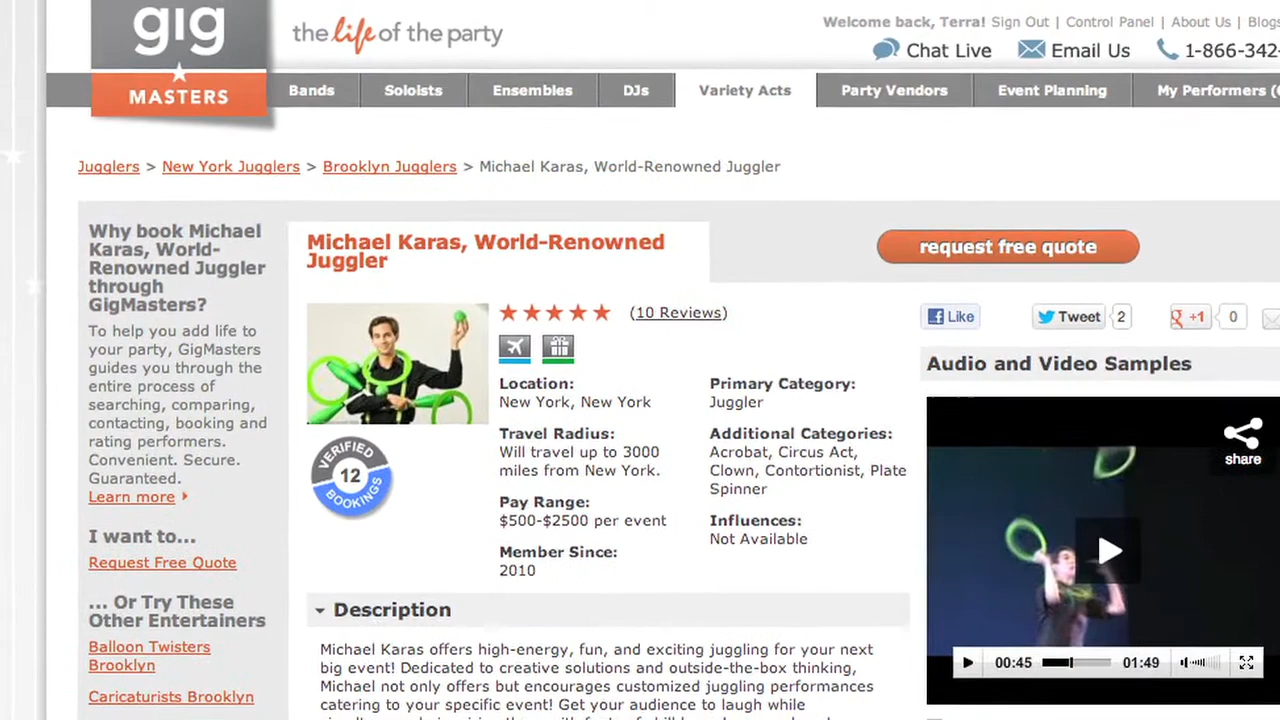 gig
MASTERS
the life of the party
Welcome back, Terra! Sign Out | Control Panel | About Us | Blogs
Chat Live Email Us 1-866-342-
Bands Soloists Ensembles DJs Variety Acts Party Vendors Event Planning My Performers (
Jugglers > New York Jugglers > Brooklyn Jugglers > Michael Karas, World-Renowned Juggler
Why book Michael
Karas, World-
Renowned Juggler
through
GigMasters?
To help you add life to
your party, GigMasters
guides you through the
entire process of
searching, comparing,
contacting, booking and
rating performers.
Convenient. Secure.
Guaranteed.
Learn more
I want to...
Request Free Quote
... Or Try These
Other Entertainers
Balloon Twisters
Brooklyn
Caricaturists Brooklyn
Michael Karas, World-Renowned
Juggler
(10 Reviews)
VERIFIED
12
BOOKINGS
Location:
New York, New York
Travel Radius:
Will travel up to 3000
miles from New York.
Pay Range:
$500-$2500 per event
Member Since:
2010
Primary Category:
Juggler
Additional Categories:
Acrobat, Circus Act,
Clown, Contortionist, Plate
Spinner
Influences:
Not Available
Description
Michael Karas offers high-energy, fun, and exciting juggling for your next
big event! Dedicated to creative solutions and outside-the-box thinking,
Michael not only offers but encourages customized juggling performances
catering to your specific event! Get your audience to laugh while
request free quote
Like Tweet 2 +1 0
Audio and Video Samples
share
00:45 01:49